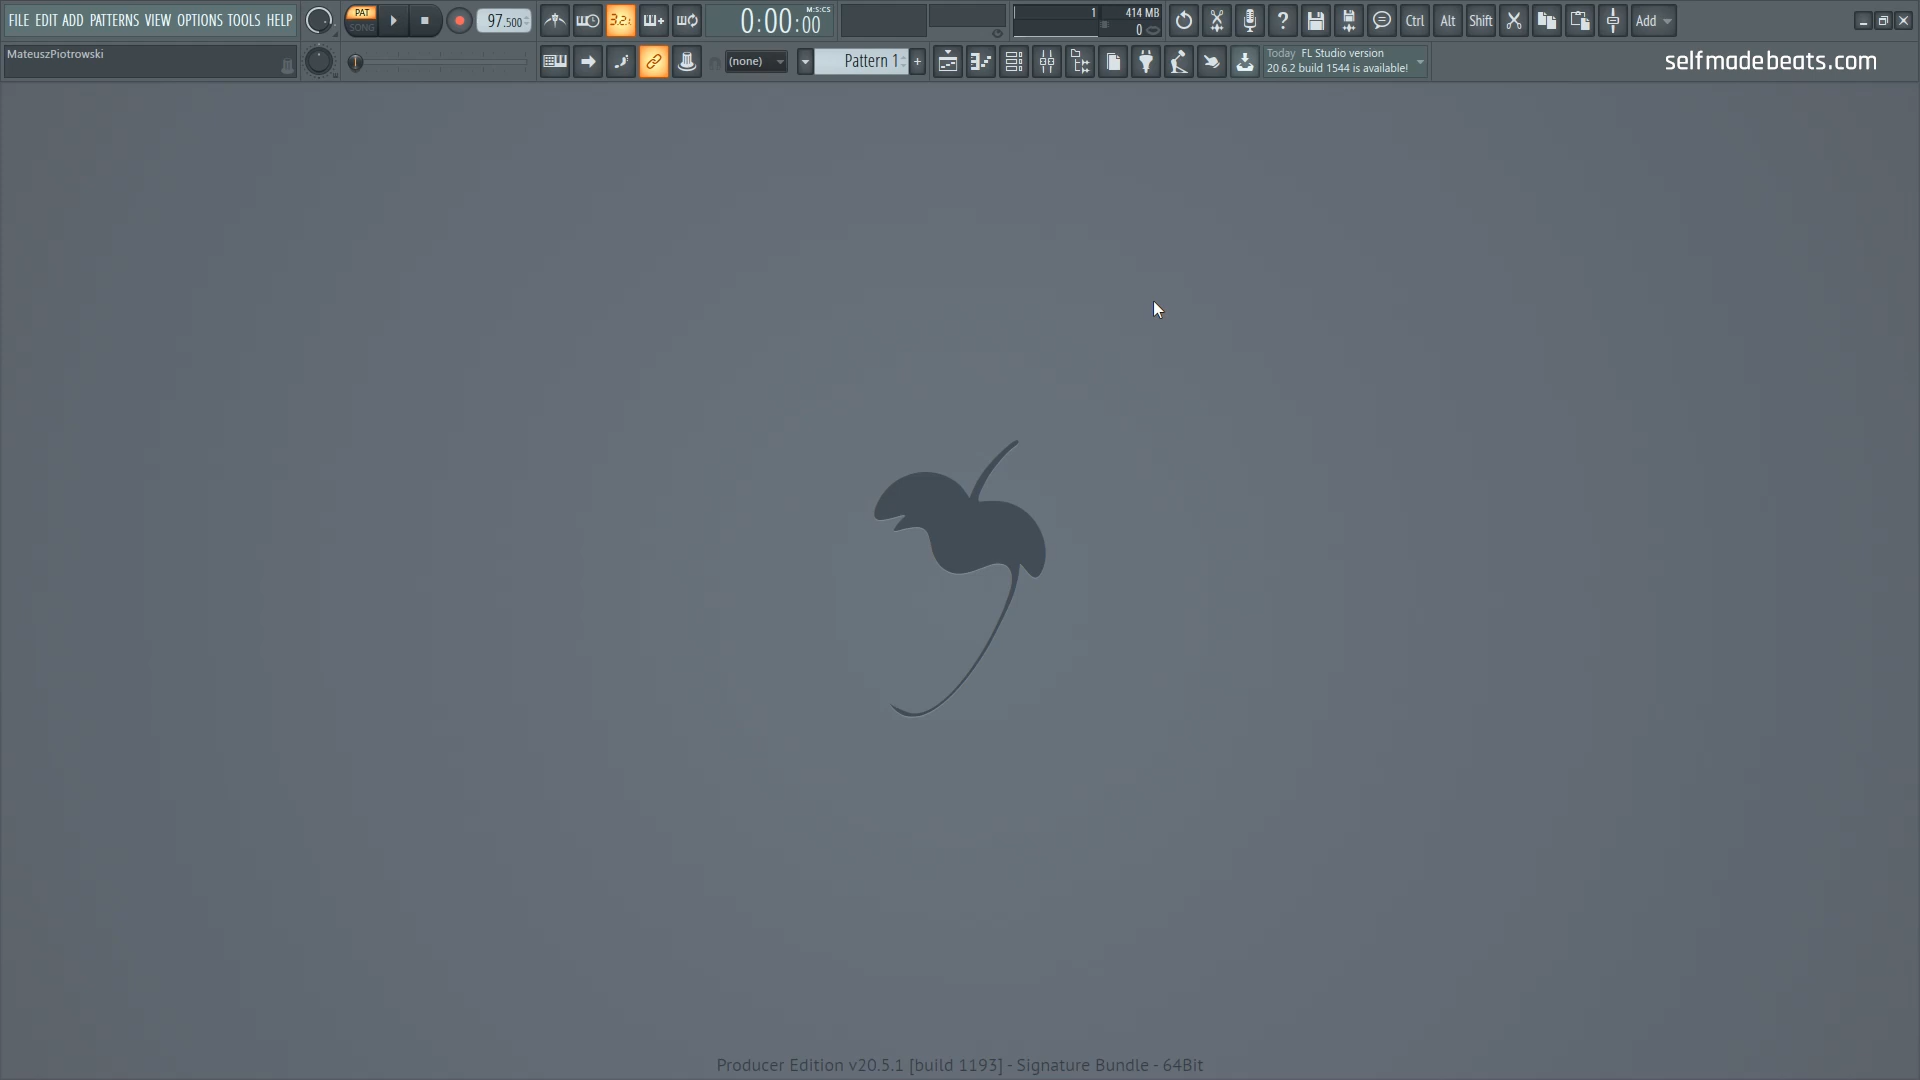 FILE EDIT ADD PATTERNS VIEW OPTIONS TOOLS HELP
PAT
SONG
97.500
3.2.
0:00:00
M:S:CS
1
414 MB
0
Ctrl
Alt
Shift
Add
MateuszPiotrowski
(none)
Pattern 1
+
Today FL Studio version
20.6.2 build 1544 is available!
selfmadebeats.com
Producer Edition v20.5.1 [build 1193] - Signature Bundle - 64Bit